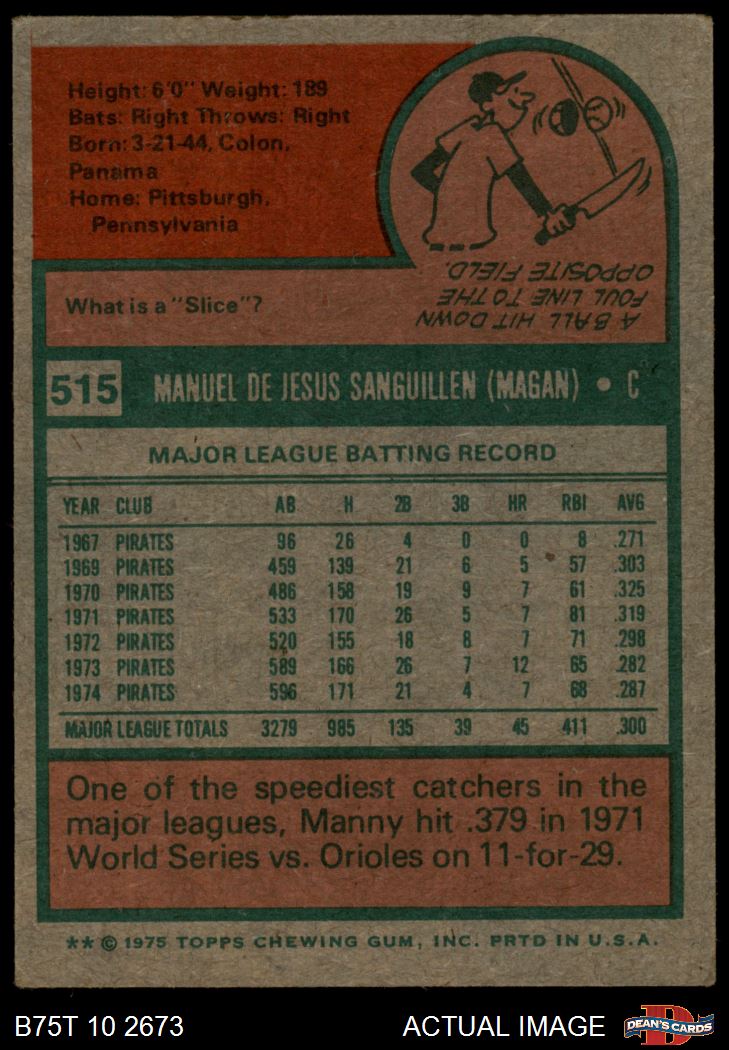 Height: 6'0" Weight: 189
Bats: Right Throws: Right
Born: 3-21-44, Colon,
Panama
Home: Pittsburgh,
Pennsylvania
What is a "Slice"?
A BALL HIT DOWN
FOUL LINE TO THE
OPPOSITE FIELD.
515 MANUEL DE JESUS SANGUILLEN (MAGAN) • C
MAJOR LEAGUE BATTING RECORD
YEAR CLUB AB H 2B 3B HR RBI AVG
1967 PIRATES 96 26 4 0 0 8 .271
1969 PIRATES 459 139 21 6 5 57 .303
1970 PIRATES 486 158 19 9 7 61 .325
1971 PIRATES 533 170 26 5 7 81 .319
1972 PIRATES 520 155 18 8 7 71 .298
1973 PIRATES 589 166 26 7 12 65 .282
1974 PIRATES 596 171 21 4 7 68 .287
MAJOR LEAGUE TOTALS 3279 985 135 39 45 411 .300
One of the speediest catchers in the
major leagues, Manny hit .379 in 1971
World Series vs. Orioles on 11-for-29.
** © 1975 TOPPS CHEWING GUM, INC. PRTD IN U.S.A.
B75T 10 2673 ACTUAL IMAGE
D
DEAN'S CARDS